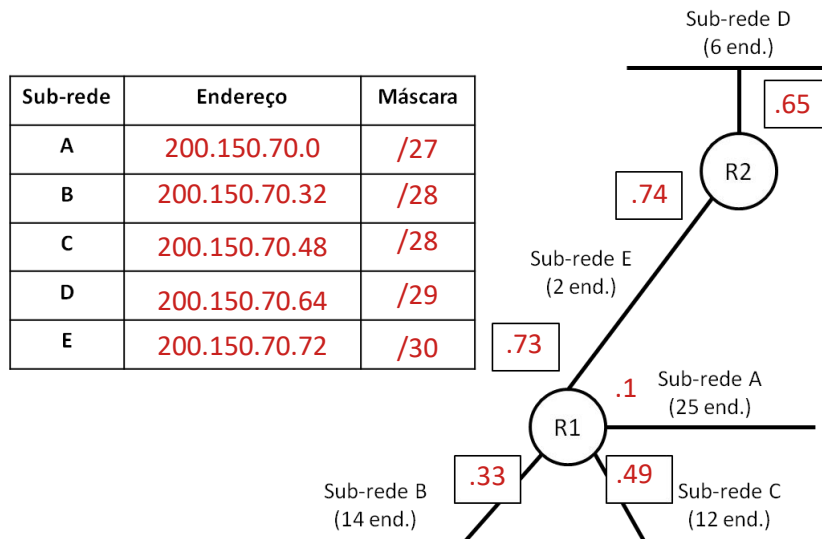 Sub-rede D
(6 end.)
Sub-rede Endereço Máscara
A 200.150.70.0 /27
B 200.150.70.32 /28
C 200.150.70.48 /28
D 200.150.70.64 /29
E 200.150.70.72 /30
.65
R2
.74
Sub-rede E
(2 end.)
.73
.1
Sub-rede A
(25 end.)
R1
.33
.49
Sub-rede B
(14 end.)
Sub-rede C
(12 end.)